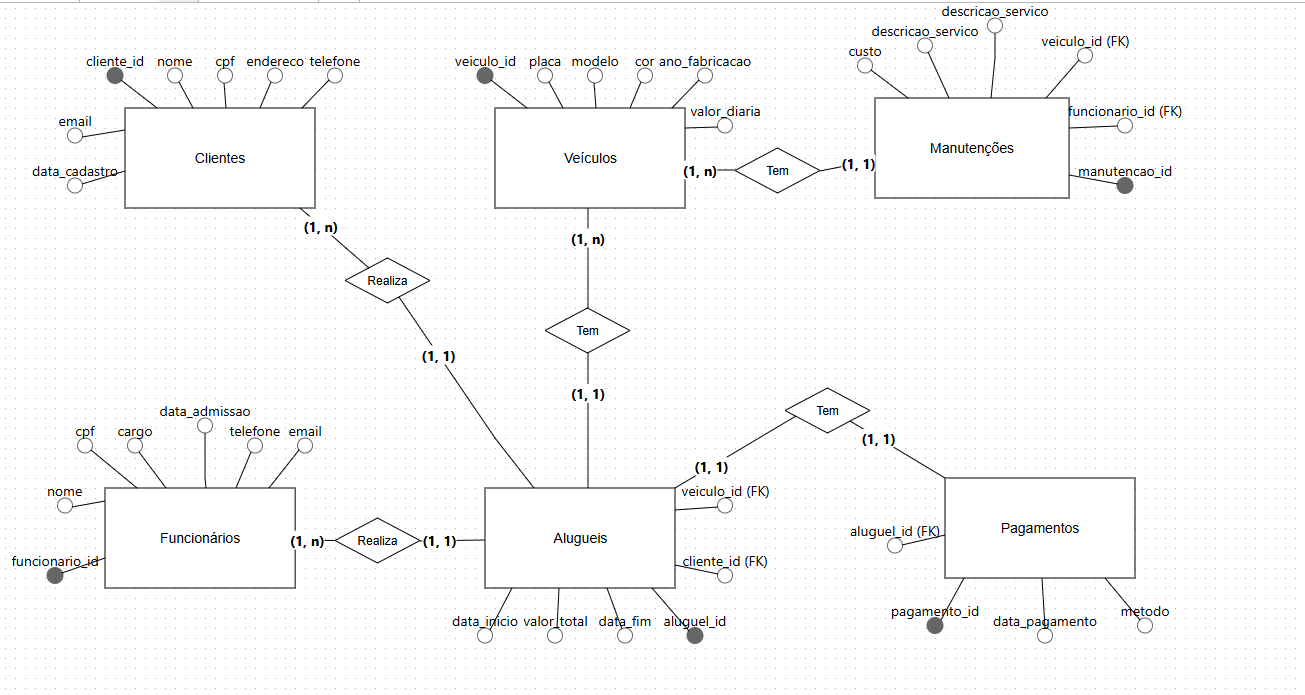 descricao_servico
descricao_servico
veiculo_id (FK)
custo
cliente_id nome cpf endereco telefone
veiculo_id placa modelo cor ano_fabricacao
valor_diaria
funcionario_id (FK)
email
data_cadastro
Clientes
Veículos
Manutenções
(1, n)
Tem
(1, 1)
manutencao_id
(1, n)
(1, n)
Realiza
Tem
(1, 1)
(1, 1)
Tem
(1, 1)
(1, 1)
data_admissao
cpf cargo telefone email
nome
funcionario_id
Funcionários
(1, n)
Realiza
(1, 1)
Alugueis
veiculo_id (FK)
cliente_id (FK)
data_inicio valor_total data_fim aluguel_id
aluguel_id (FK)
Pagamentos
pagamento_id
data_pagamento
metodo